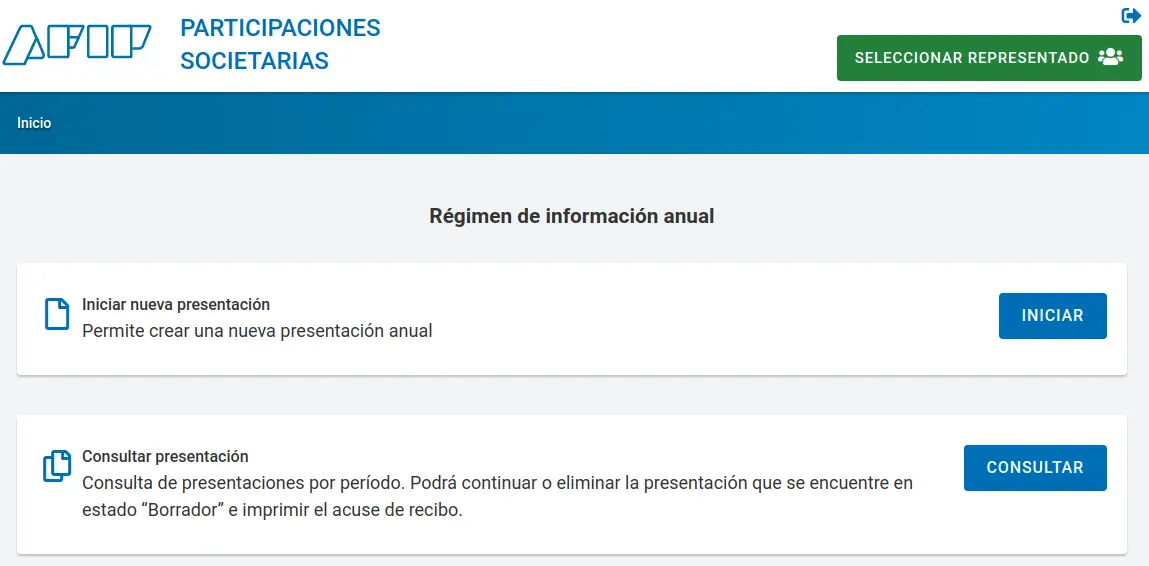 AFIP
PARTICIPACIONES
SOCIETARIAS
SELECCIONAR REPRESENTADO
Inicio
Régimen de información anual
Iniciar nueva presentación
Permite crear una nueva presentación anual
INICIAR
Consultar presentación
Consulta de presentaciones por período. Podrá continuar o eliminar la presentación que se encuentre en
estado “Borrador” e imprimir el acuse de recibo.
CONSULTAR